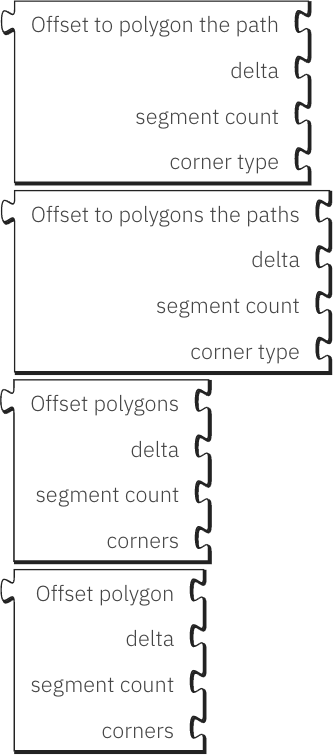 Offset to polygon the path
delta
segment count
corner type
Offset to polygons the paths
delta
segment count
corner type
Offset polygons
delta
segment count
corners
Offset polygon
delta
segment count
corners